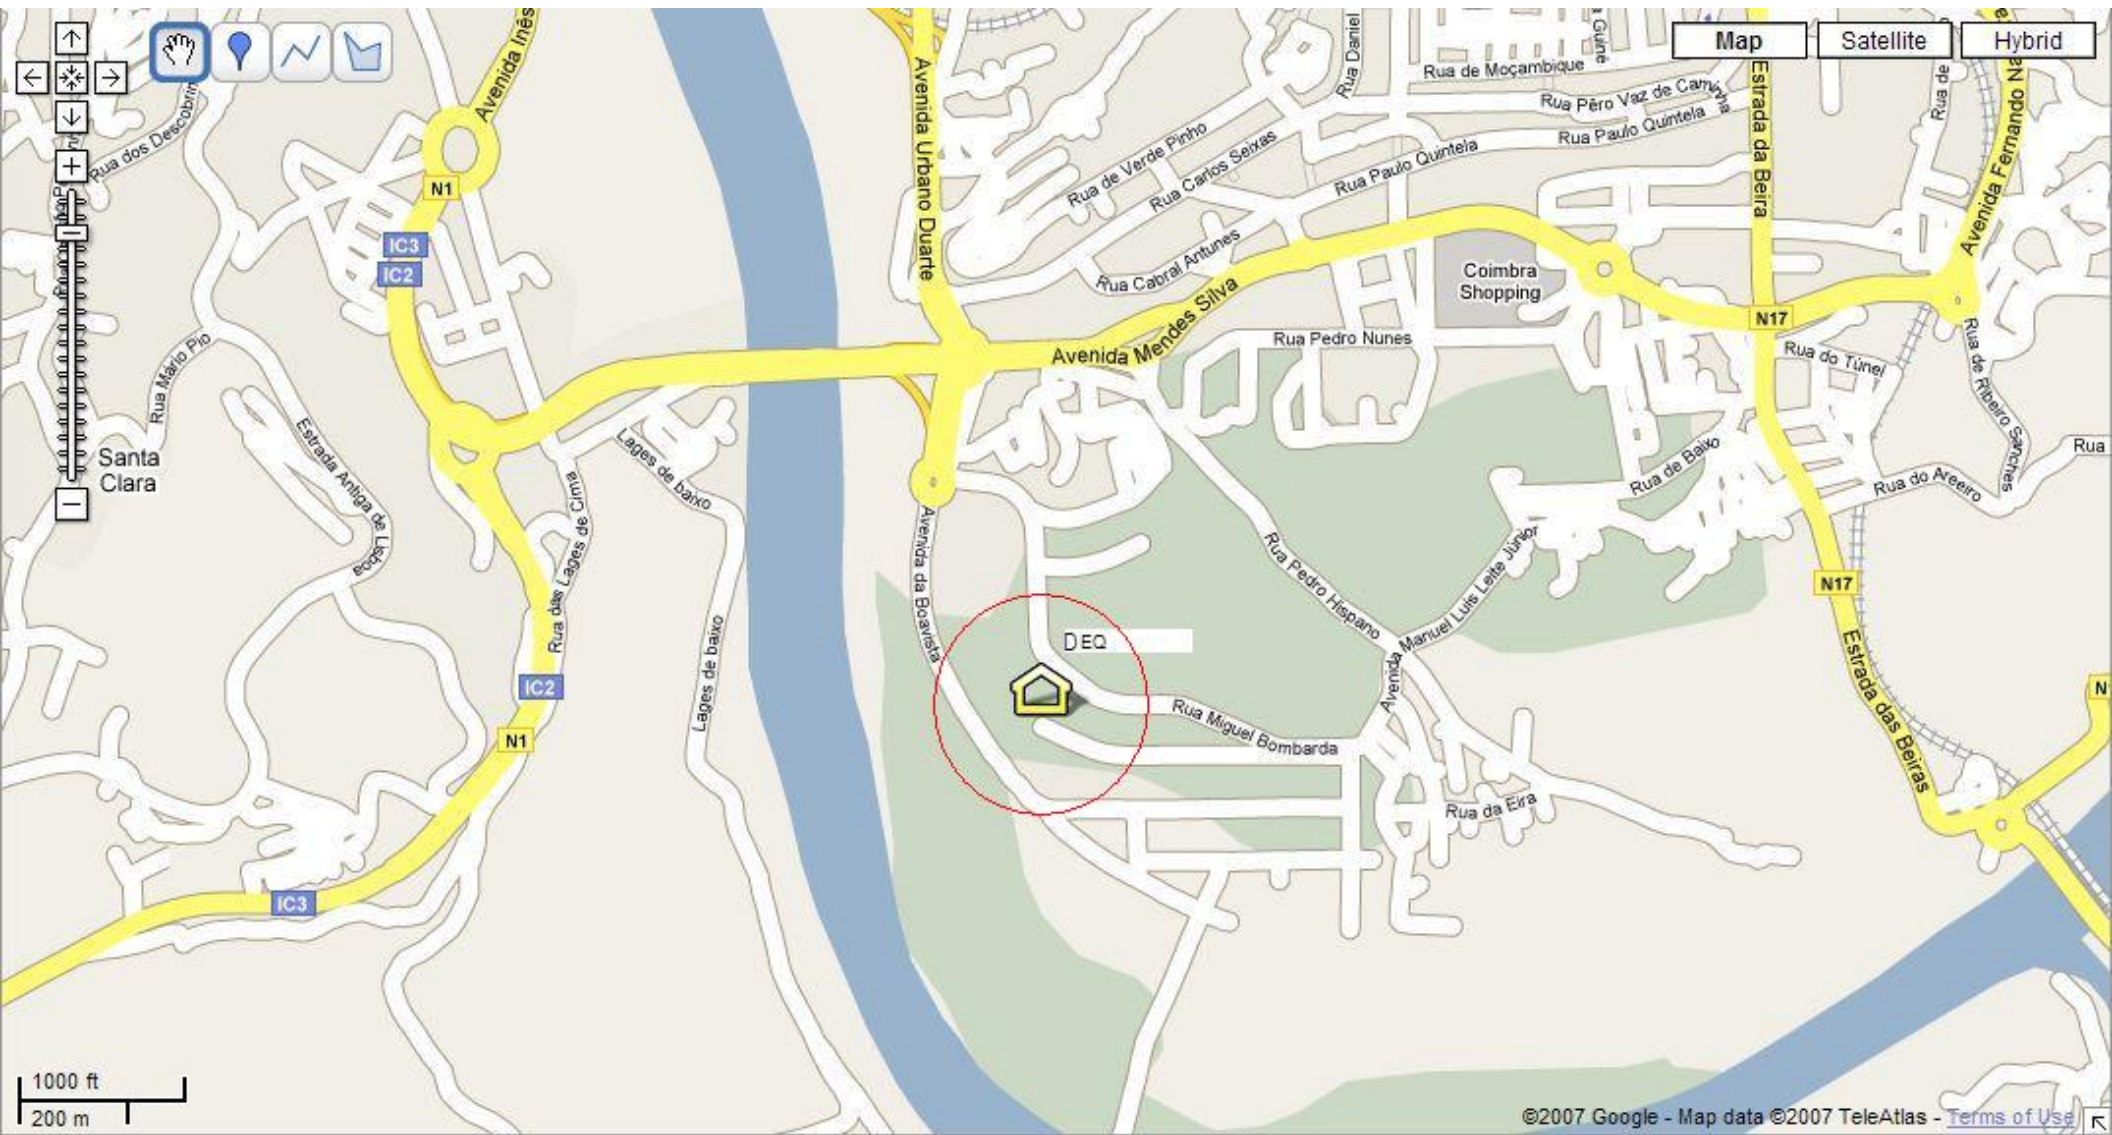 Map
Satellite
Hybrid
Avenida Inês
Rua dos Descobrin
N1
IC3
IC2
Rua Mário Pio
Santa
Clara
Estrada Antiga de Lisboa
Rua das Lages de Cima
Lages de baixo
Lages de baixo
IC2
N1
IC3
Avenida Urbano Duarte
Rua Daniel
Guiné
Rua de Moçambique
Rua Pêro Vaz de Caminha
Rua Paulo Quintela
Rua Paulo Quintela
Rua de Verde Pinho
Rua Carlos Seixas
Rua Cabral Antunes
Avenida Mendes Silva
Coimbra
Shopping
Rua Pedro Nunes
Estrada da Beira
N17
Rua de
Avenida Fernando Na
Rua do Túnel
Rua de Ribeiro Sanches
Rua
Rua do Areeiro
Rua de Baixo
N17
Estrada das Beiras
N
Avenida da Boavista
DEQ
Rua Pedro Hispano
Avenida Manuel Luis Leite Júnior
Rua Miguel Bombarda
Rua da Eira
1000 ft
200 m
©2007 Google - Map data ©2007 TeleAtlas - Terms of Use